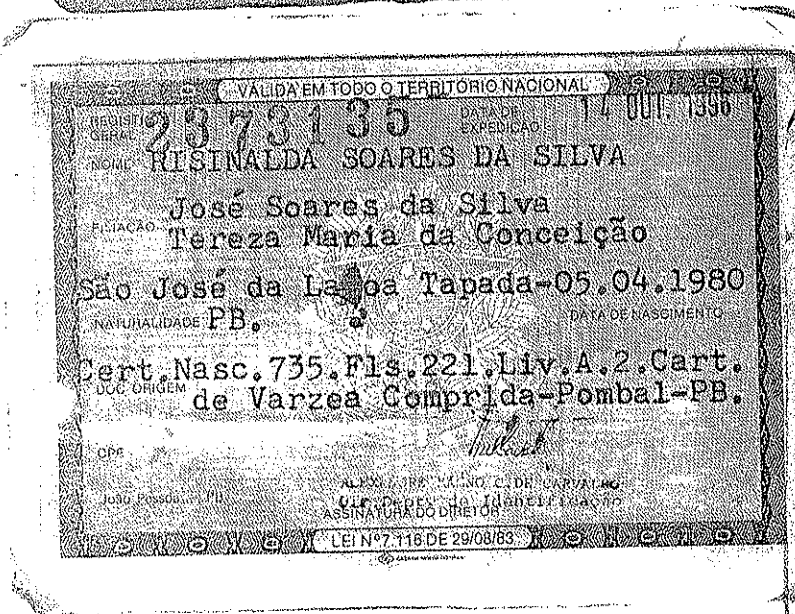 VÁLIDA EM TODO O TERRITÓRIO NACIONAL
REGISTRO GERAL 2373135 DATA DE EXPEDIÇÃO 14 OUT. 1996
NOME RISINALDA SOARES DA SILVA
José Soares da Silva
FILIAÇÃO
Tereza Maria da Conceição
São José da Lagoa Tapada-05.04.1980
NATURALIDADE PB. DATA DE NASCIMENTO
Cert.Nasc.735.Fls.221.Liv.A.2.Cart.
DOC ORIGEM de Varzea Comprida-Pombal-PB.
CPF
João Pessoa PB
C.DE CARVALHO
de Identificação
ASSINATURA DO DIRETOR
LEI Nº 7.116 DE 29/08/83